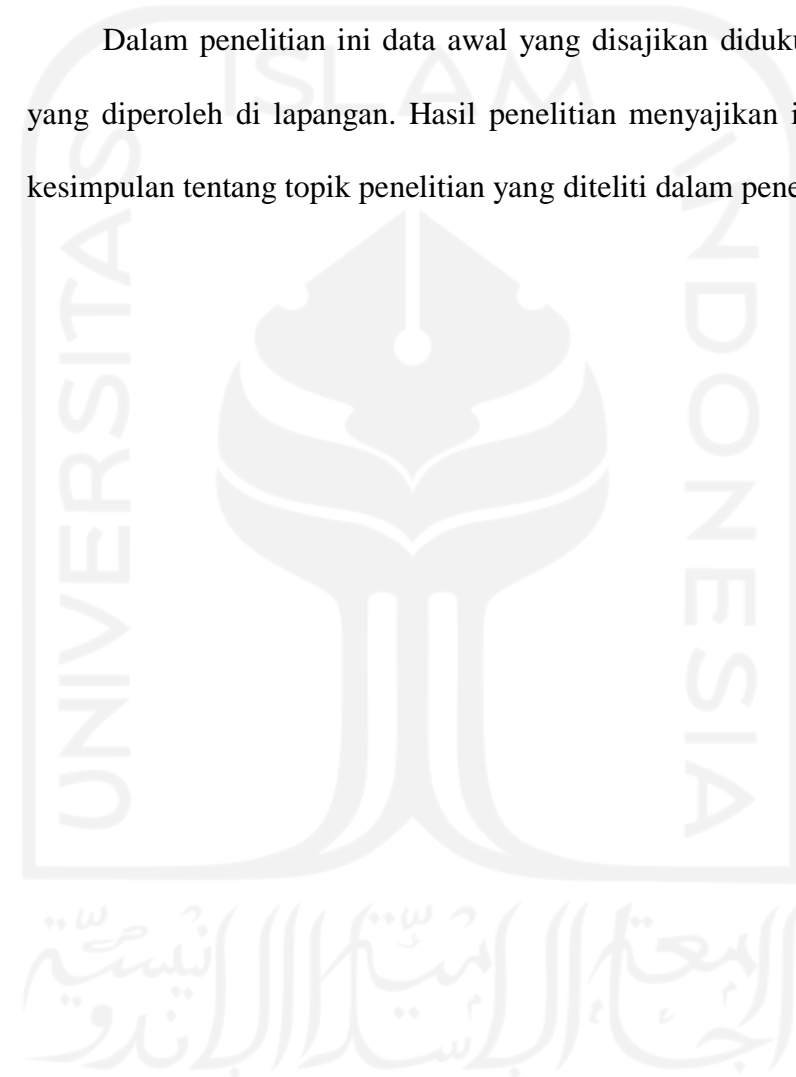 Dalam penelitian ini data awal yang disajikan
yang diperoleh di lapangan. Hasil penelitian menyajikan
kesimpulan tentang topik penelitian yang diteliti dalam
ISLAM
UNIVERSITAS
INDONESIA